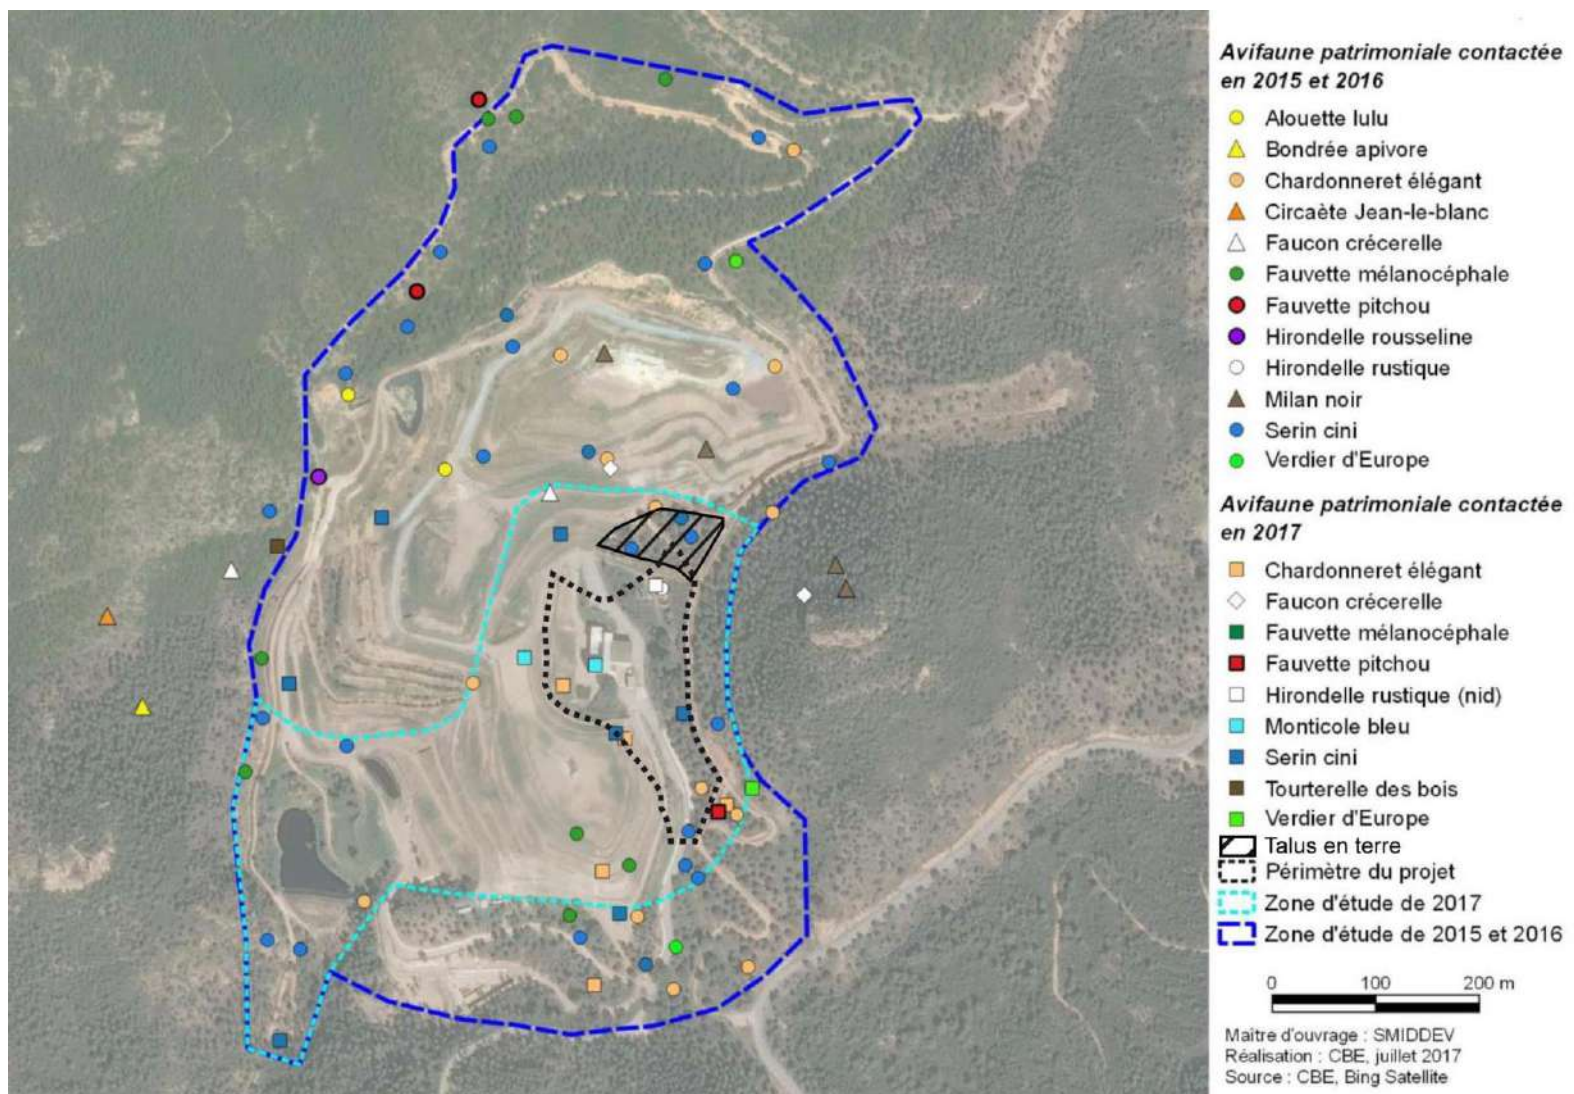 Avifaune patrimoniale contactée
en 2015 et 2016
Alouette lulu
Bondrée apivore
Chardonneret élégant
Circaète Jean-le-blanc
Faucon crécerelle
Fauvette mélanocéphale
Fauvette pitchou
Hirondelle rousseline
Hirondelle rustique
Milan noir
Serin cini
Verdier d'Europe
Avifaune patrimoniale contactée
en 2017
Chardonneret élégant
Faucon crécerelle
Fauvette mélanocéphale
Fauvette pitchou
Hirondelle rustique (nid)
Monticole bleu
Serin cini
Tourterelle des bois
Verdier d'Europe
Talus en terre
Périmètre du projet
Zone d'étude de 2017
Zone d'étude de 2015 et 2016
0 100 200 m
Maître d'ouvrage : SMIDDEV
Réalisation : CBE, juillet 2017
Source : CBE, Bing Satellite